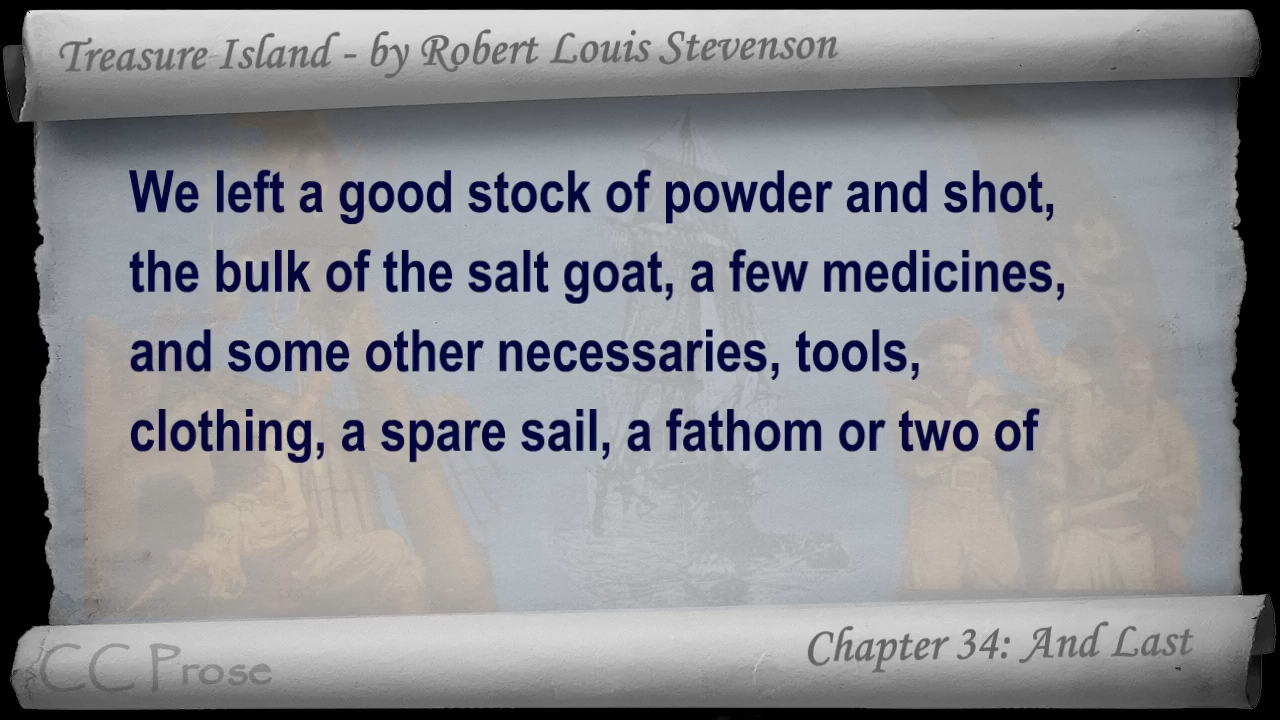 Treasure Island - by Robert Louis Stevenson
We left a good stock of powder and shot,
the bulk of the salt goat, a few medicines,
and some other necessaries, tools,
clothing, a spare sail, a fathom or two of
Chapter 34: And Last
CC Prose